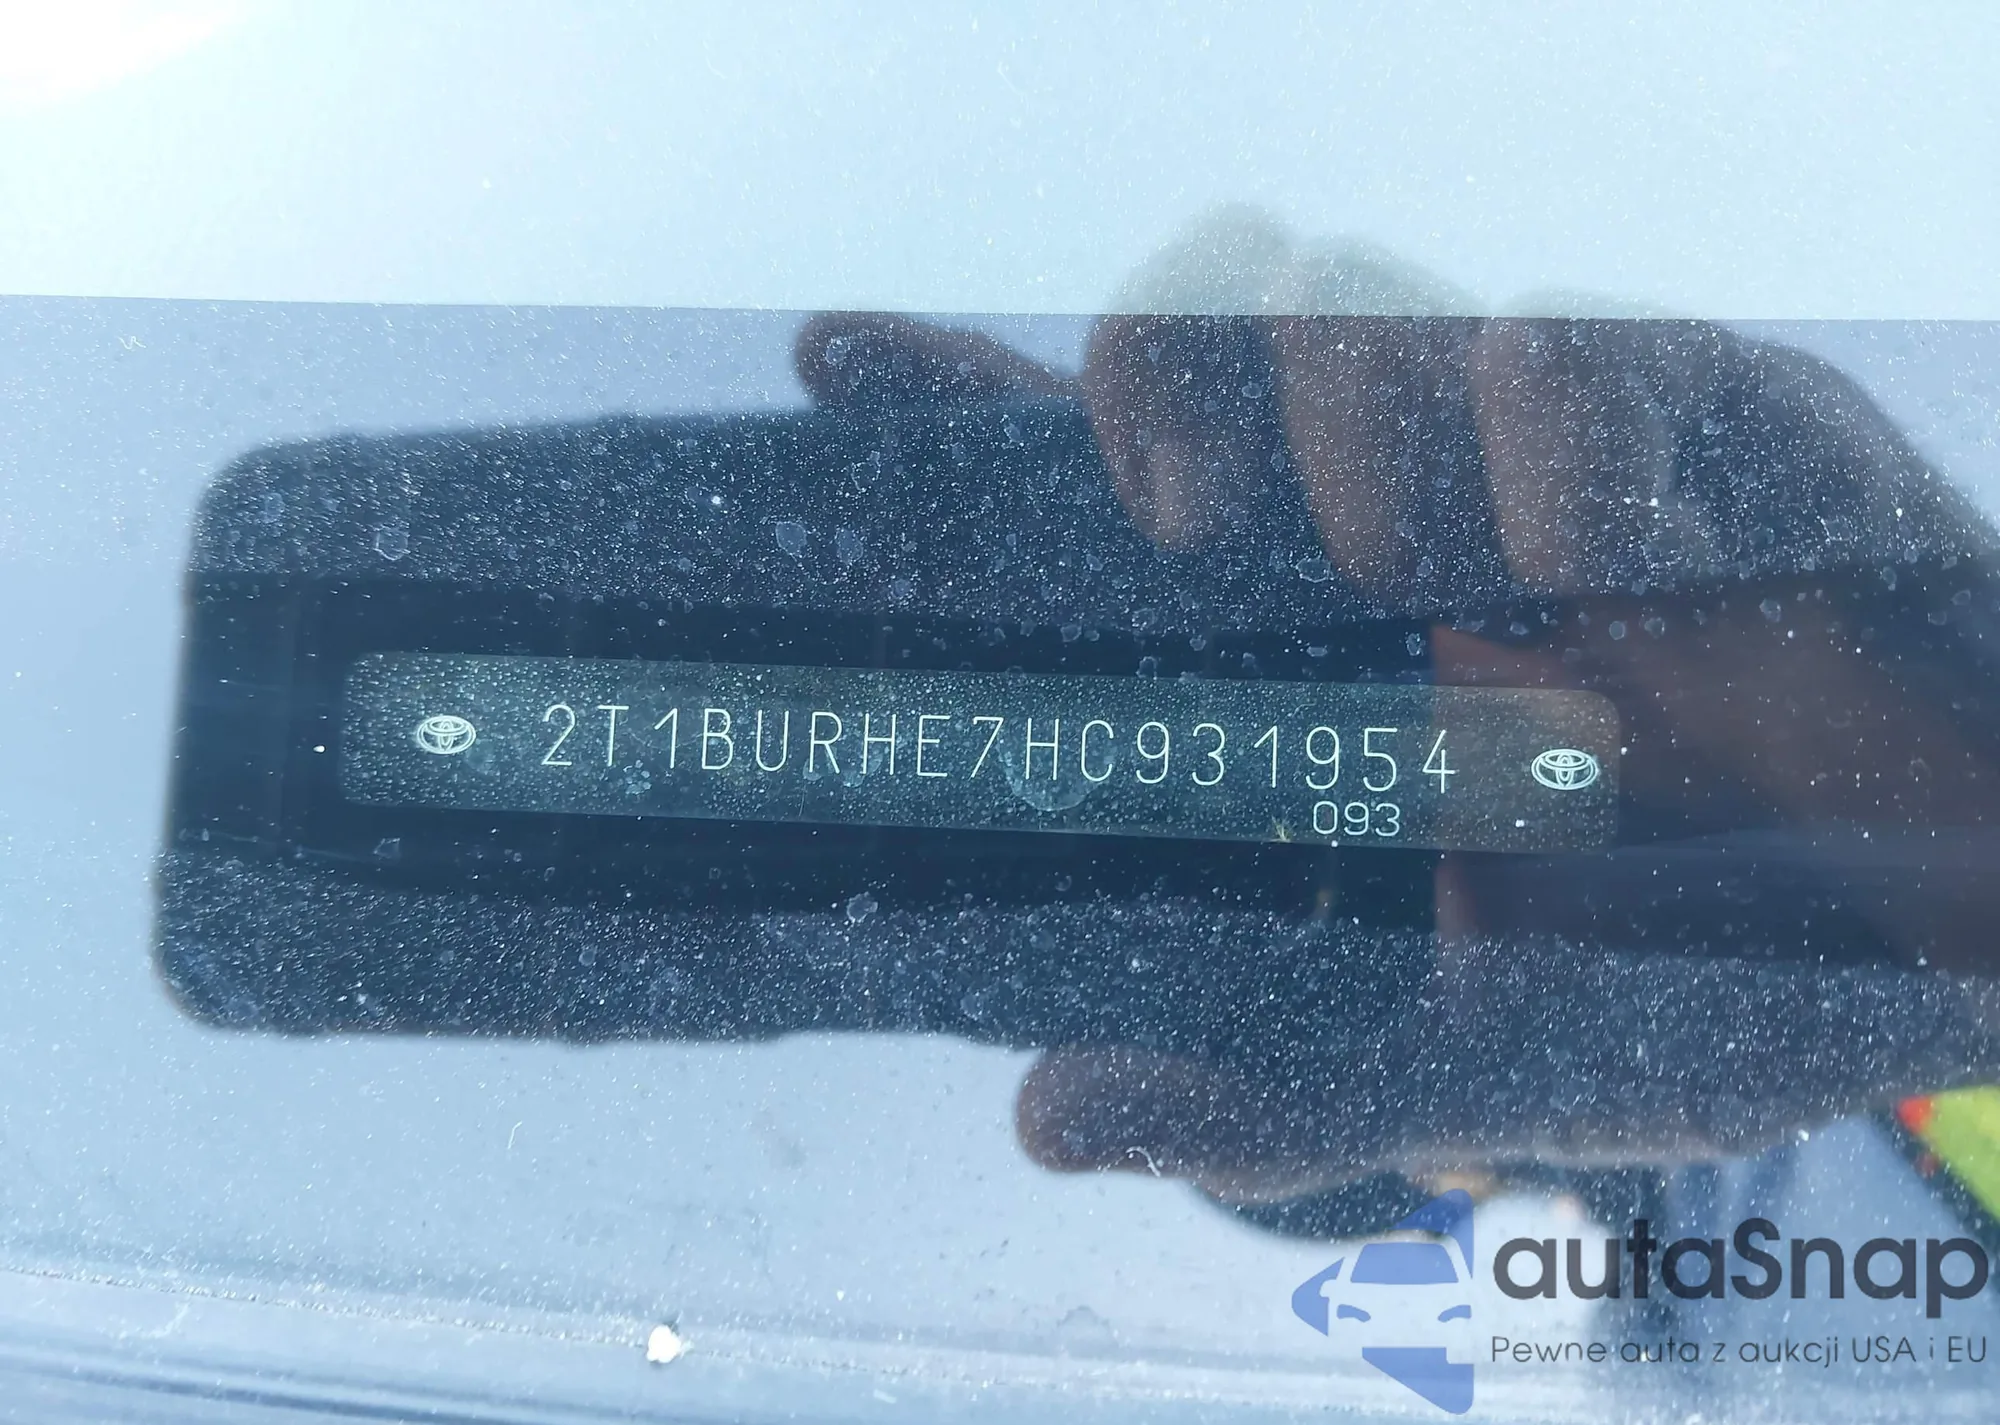 2T1BURHE7HC931954
093
autaSnap
Pewne auta z aukcji USA i EU